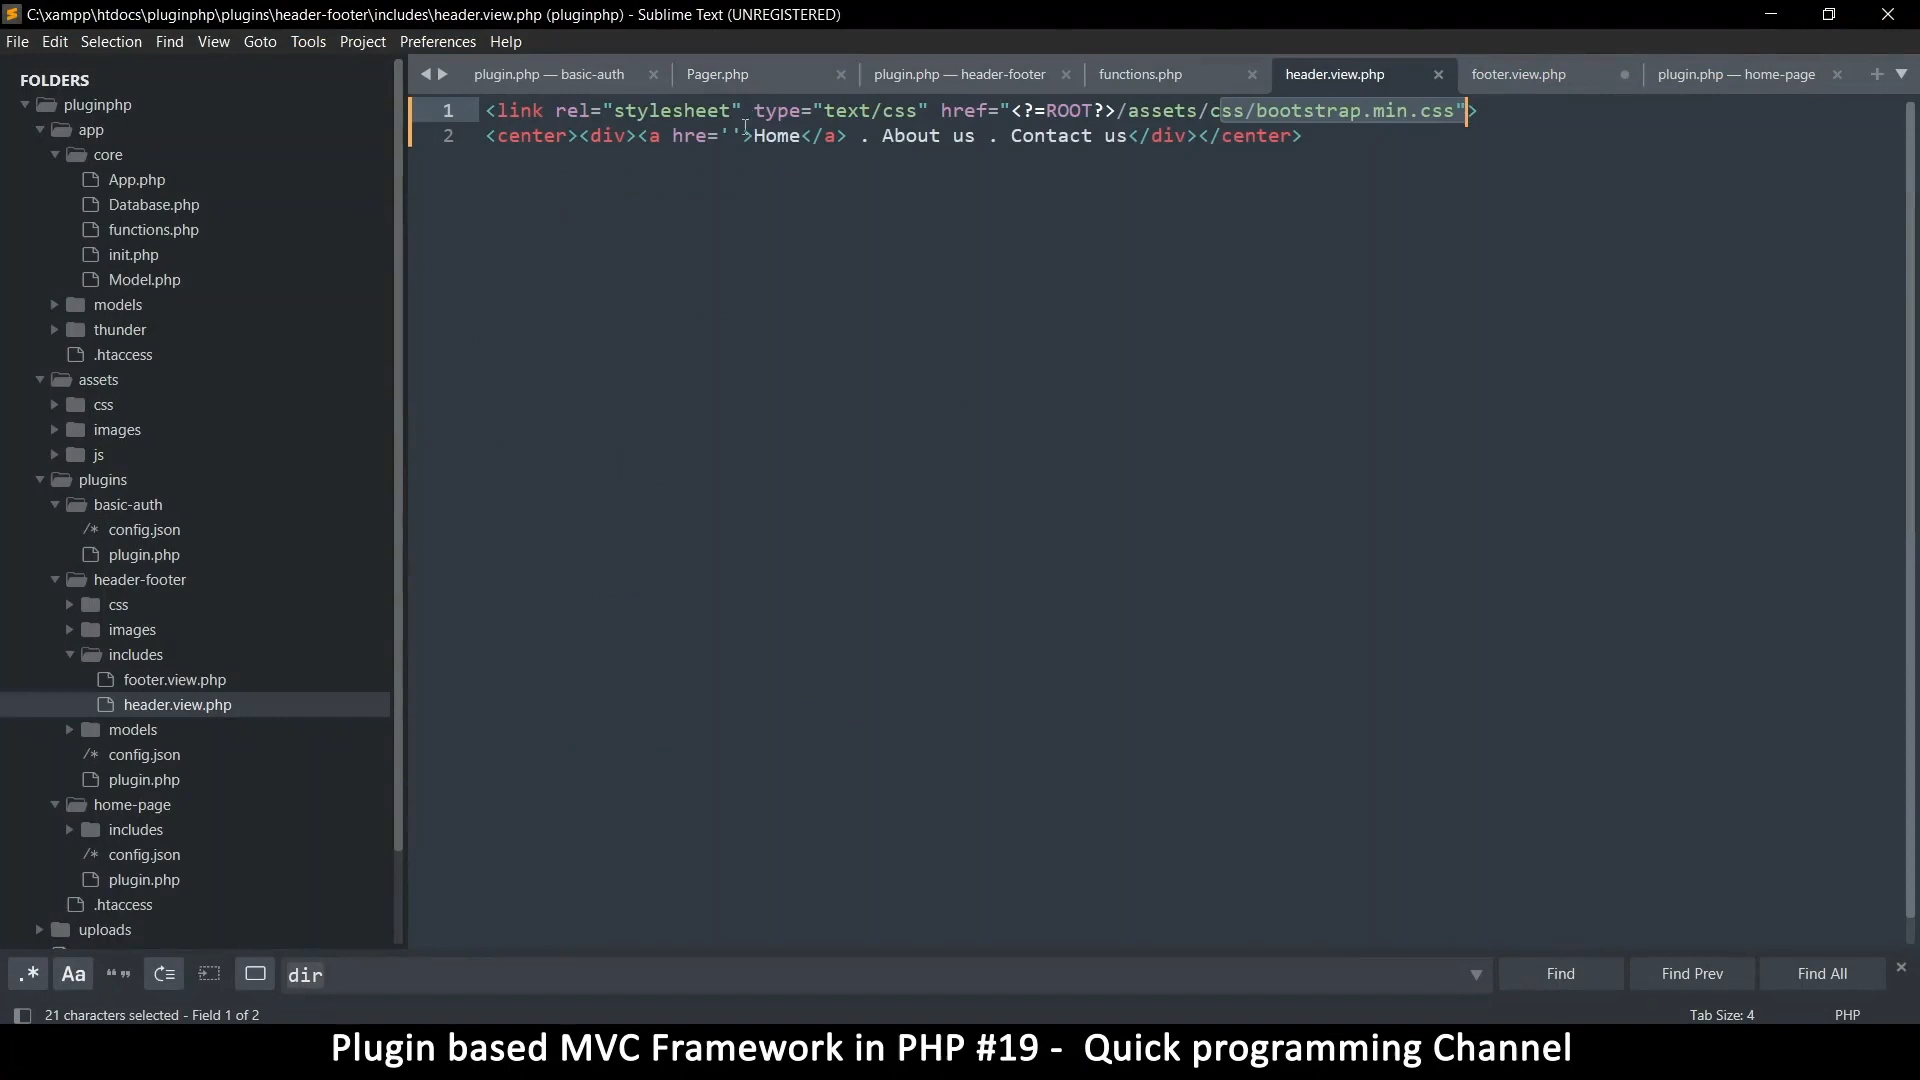 C:\xampp\htdocs\pluginphp\plugins\header-footer\includes\header.view.php (pluginphp) - Sublime Text (UNREGISTERED)
File Edit Selection Find View Goto Tools Project Preferences Help
FOLDERS
pluginphp
app
core
App.php
Database.php
functions.php
init.php
Model.php
models
thunder
.htaccess
assets
css
images
js
plugins
basic-auth
/* config.json
plugin.php
header-footer
css
images
includes
footer.view.php
header.view.php
models
/* config.json
plugin.php
home-page
includes
/* config.json
plugin.php
.htaccess
uploads
plugin.php — basic-auth Pager.php plugin.php — header-footer functions.php header.view.php footer.view.php plugin.php — home-page
1 <link rel="stylesheet" type="text/css" href="<?=ROOT?>/assets/css/bootstrap.min.css">
2 <center><div><a hre=''>Home</a> . About us . Contact us</div></center>
.* Aa “” dir Find Find Prev Find All
21 characters selected - Field 1 of 2 Tab Size: 4 PHP
Plugin based MVC Framework in PHP #19 - Quick programming Channel